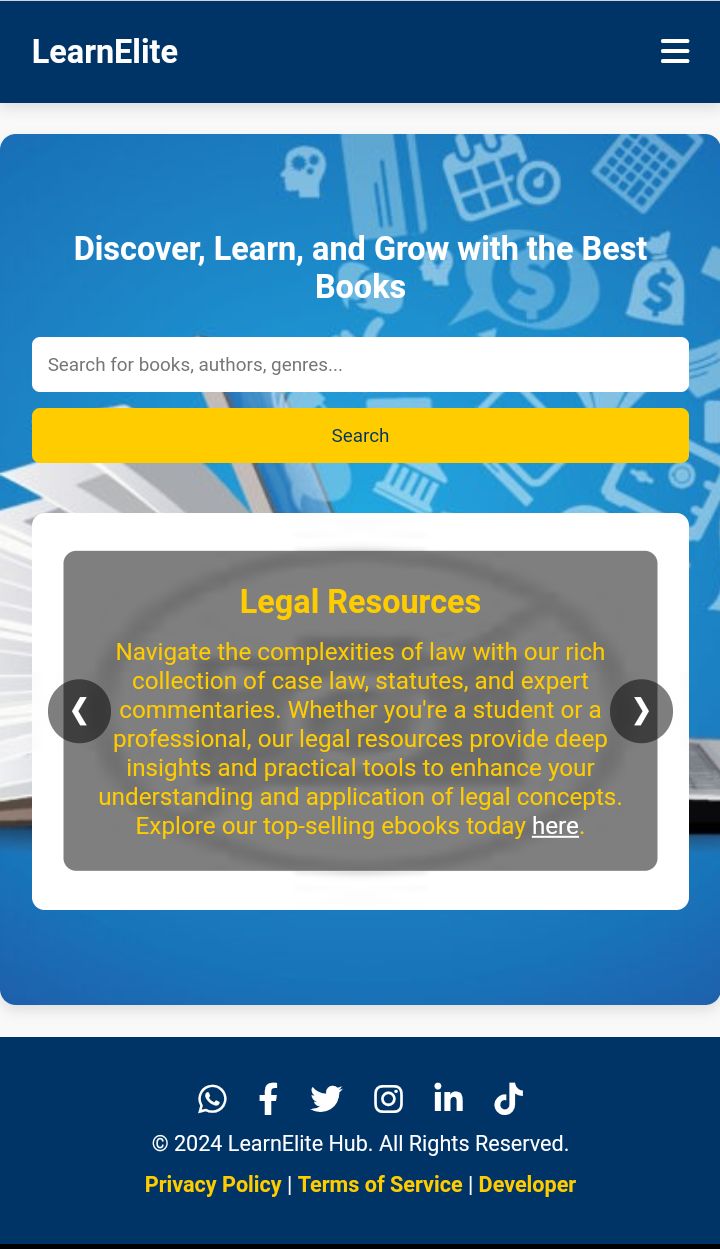 LearnElite
Discover, Learn, and Grow with the Best
Books
Search for books, authors, genres...
Search
Legal Resources
Navigate the complexities of law with our rich
collection of case law, statutes, and expert
commentaries. Whether you're a student or a
professional, our legal resources provide deep
insights and practical tools to enhance your
understanding and application of legal concepts.
Explore our top-selling ebooks today here.
© 2024 LearnElite Hub. All Rights Reserved.
Privacy Policy | Terms of Service | Developer